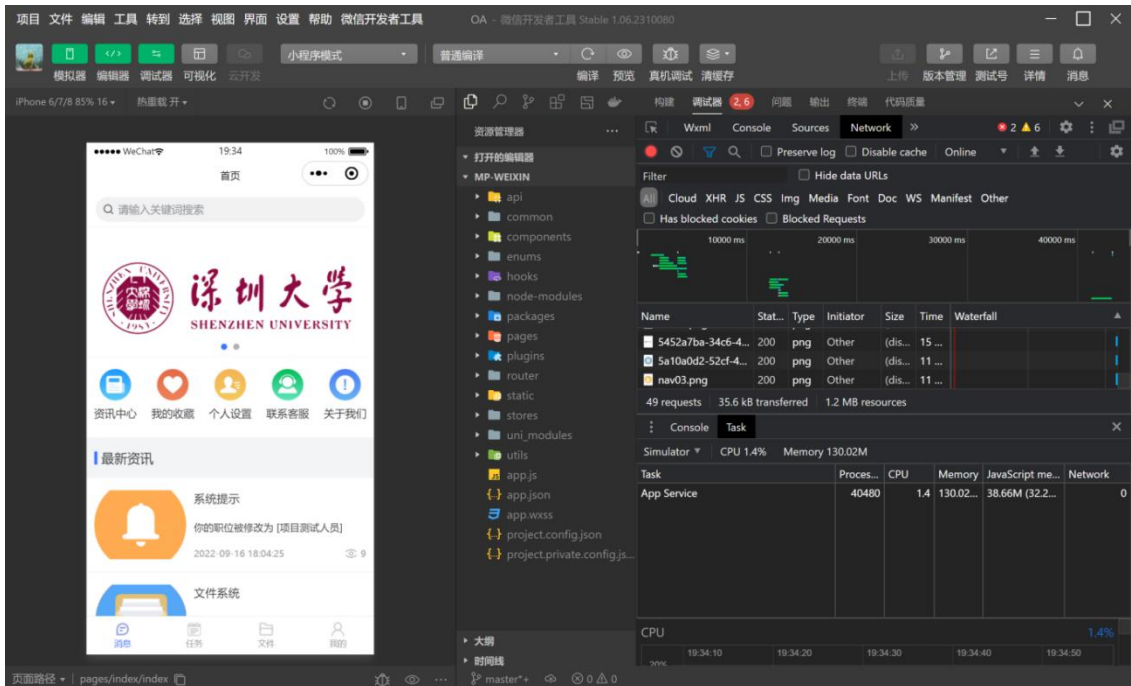 项目 文件 编辑 工具 转到 选择 视图 界面 设置 帮助 微信开发者工具 OA - 微信开发者工具 Stable 1.06.2310080
小程序模式 普通编译
模拟器 编辑器 调试器 可视化 云开发 编译 预览 真机调试 清缓存 上传 版本管理 测试号 详情 消息
iPhone 6/7/8 85% 16 热重载 开
WeChat 19:34 100%
首页
请输入关键词搜索
深圳大学
SHENZHEN UNIVERSITY
SHENZHEN UNIVERSITY
1983
资讯中心 我的收藏 个人设置 联系客服 关于我们
最新资讯
系统提示
你的职位被修改为 [项目测试人员]
2022-09-16 18:04:25 9
文件系统
消息 任务 文件 我的
页面路径 pages/index/index
资源管理器 ...
打开的编辑器
MP-WEIXIN
api
common
components
enums
hooks
node-modules
packages
pages
plugins
router
static
stores
uni_modules
utils
app.js
app.json
app.wxss
project.config.json
project.private.config.js...
大纲
时间线
master*+ 0 0
构建 调试器 2, 6 问题 输出 终端 代码质量
Wxml Console Sources Network » 2 6
Preserve log Disable cache Online
Filter Hide data URLs
All Cloud XHR JS CSS Img Media Font Doc WS Manifest Other
Has blocked cookies Blocked Requests
10000 ms 20000 ms 30000 ms 40000 ms
Name Stat... Type Initiator Size Time Waterfall
5452a7ba-34c6-4... 200 png Other (dis... 15 ...
5a10a0d2-52cf-4... 200 png Other (dis... 11 ...
nav03.png 200 png Other (dis... 11 ...
49 requests 35.6 kB transferred 1.2 MB resources
Console Task
Simulator CPU 1.4% Memory 130.02M
Task Proces... CPU Memory JavaScript me... Network
App Service 40480 1.4 130.02... 38.66M (32.2... 0
CPU 1.4%
19:34:10 19:34:20 19:34:30 19:34:40 19:34:50
20%